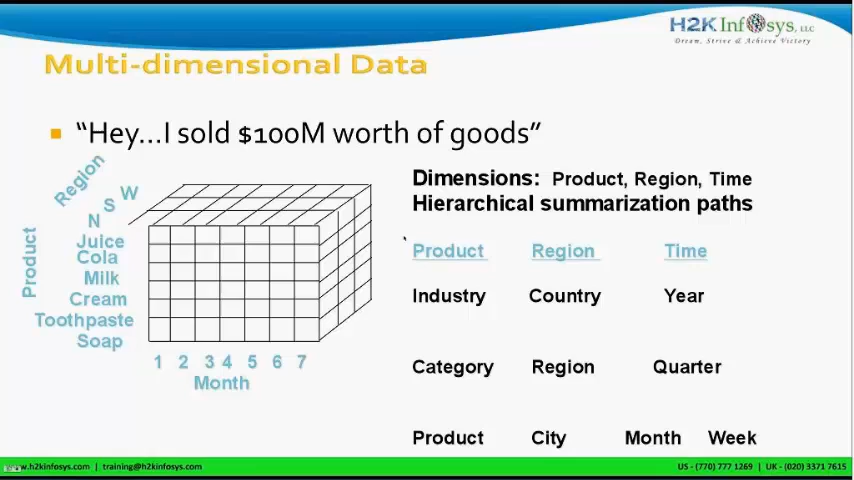 H2K Infosys, LLC
Dream, Strive & Achieve Victory
Multi-dimensional Data
“Hey…I sold $100M worth of goods”
Region
W
S
N
Product
Juice
Cola
Milk
Cream
Toothpaste
Soap
1 2 3 4 5 6 7
Month
Dimensions: Product, Region, Time
Hierarchical summarization paths
Product Region Time
Industry Country Year
Category Region Quarter
Product City Month Week
www.h2kinfosys.com | training@h2kinfosys.com
US - (770) 777 1269 | UK - (020) 3371 7615